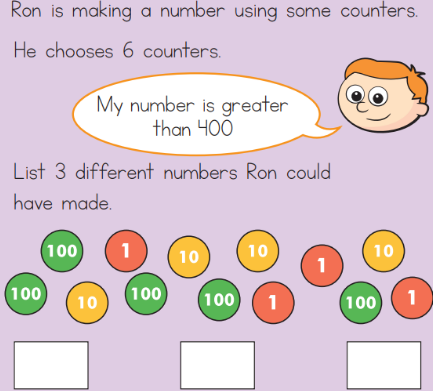 Ron is making a number using some counters.
He chooses 6 counters.
My number is greater
than 400
List 3 different numbers Ron could
have made.
100 1 10 10 1 10
100 10 100 100 1 100 1